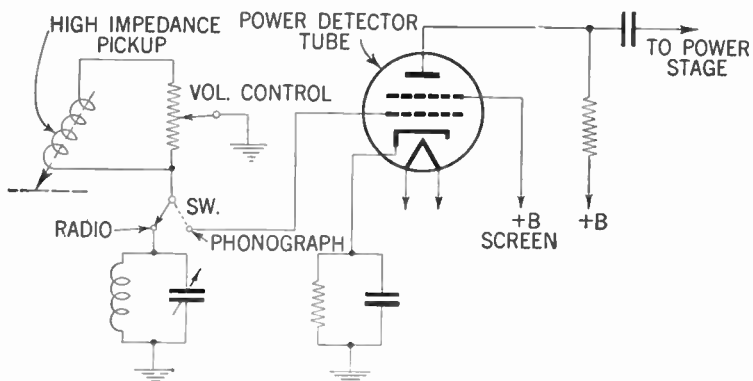 HIGH IMPEDANCE
PICKUP
VOL. CONTROL
SW.
RADIO
PHONOGRAPH
POWER DETECTOR
TUBE
TO POWER
STAGE
+B
SCREEN
+B